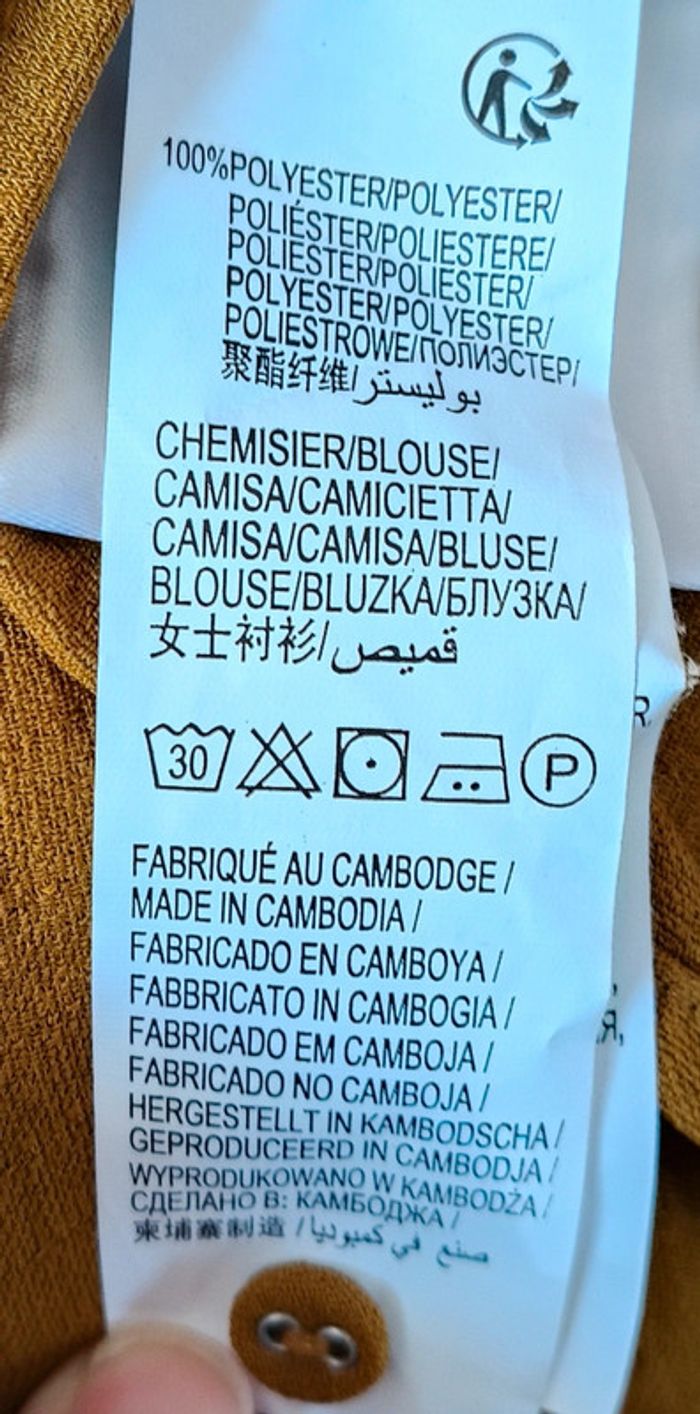 100%POLYESTER/POLYESTER/
POLIÉSTER/POLIESTERE/
POLIESTER/POLIESTER/
POLYESTER/POLYESTER/
POLIESTROWE/ПОЛИЭСТЕР/
聚酯纤维/بوليستر
CHEMISIER/BLOUSE/
CAMISA/CAMICIETTA/
CAMISA/CAMISA/BLUSE/
BLOUSE/BLUZKA/БЛУЗКА/
女士衬衫/قميص
30
P
FABRIQUÉ AU CAMBODGE /
MADE IN CAMBODIA /
FABRICADO EN CAMBOYA /
FABBRICATO IN CAMBOGIA /
FABRICADO EM CAMBOJA /
FABRICADO NO CAMBOJA /
HERGESTELLT IN KAMBODSCHA /
GEPRODUCEERD IN CAMBODJA /
WYPRODUKOWANO W KAMBODŻA /
СДЕЛАНО В: КАМБОДЖА /
柬埔寨制造 / صنع في كمبوديا